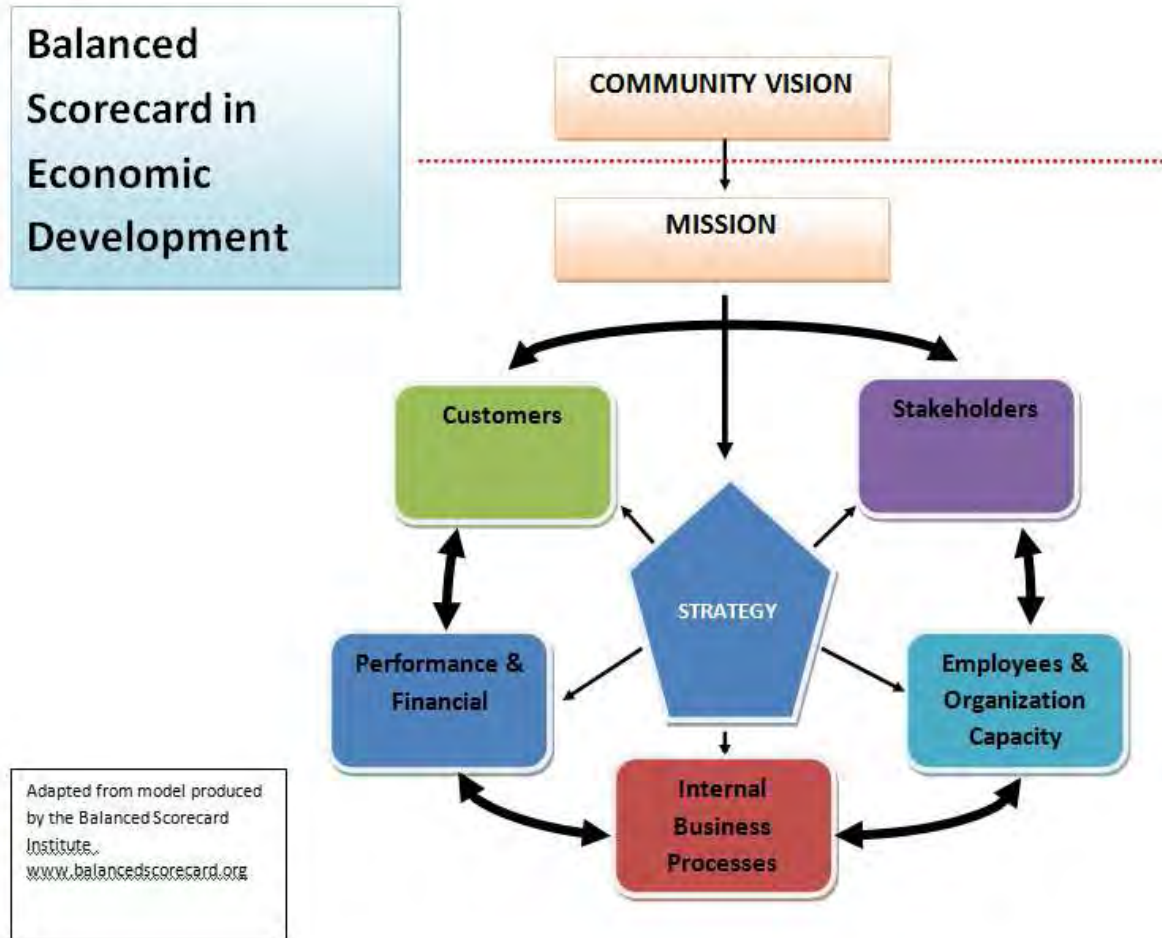 Balanced
Scorecard in
Economic
Development
COMMUNITY VISION
MISSION
Customers
Stakeholders
STRATEGY
Performance &
Financial
Employees &
Organization
Capacity
Internal
Business
Processes
Adapted from model produced
by the Balanced Scorecard
Institute.
www.balancedscorecard.org